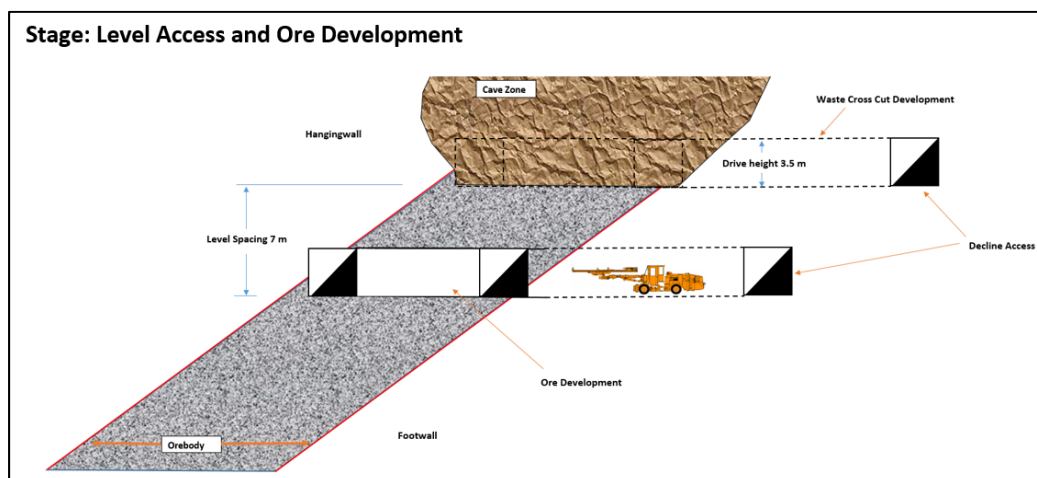 Stage: Level Access and Ore Development
Cave Zone
Waste Cross Cut Development
Hangingwall
Drive height 3.5 m
Level Spacing 7 m
Decline Access
Ore Development
Footwall
Orebody